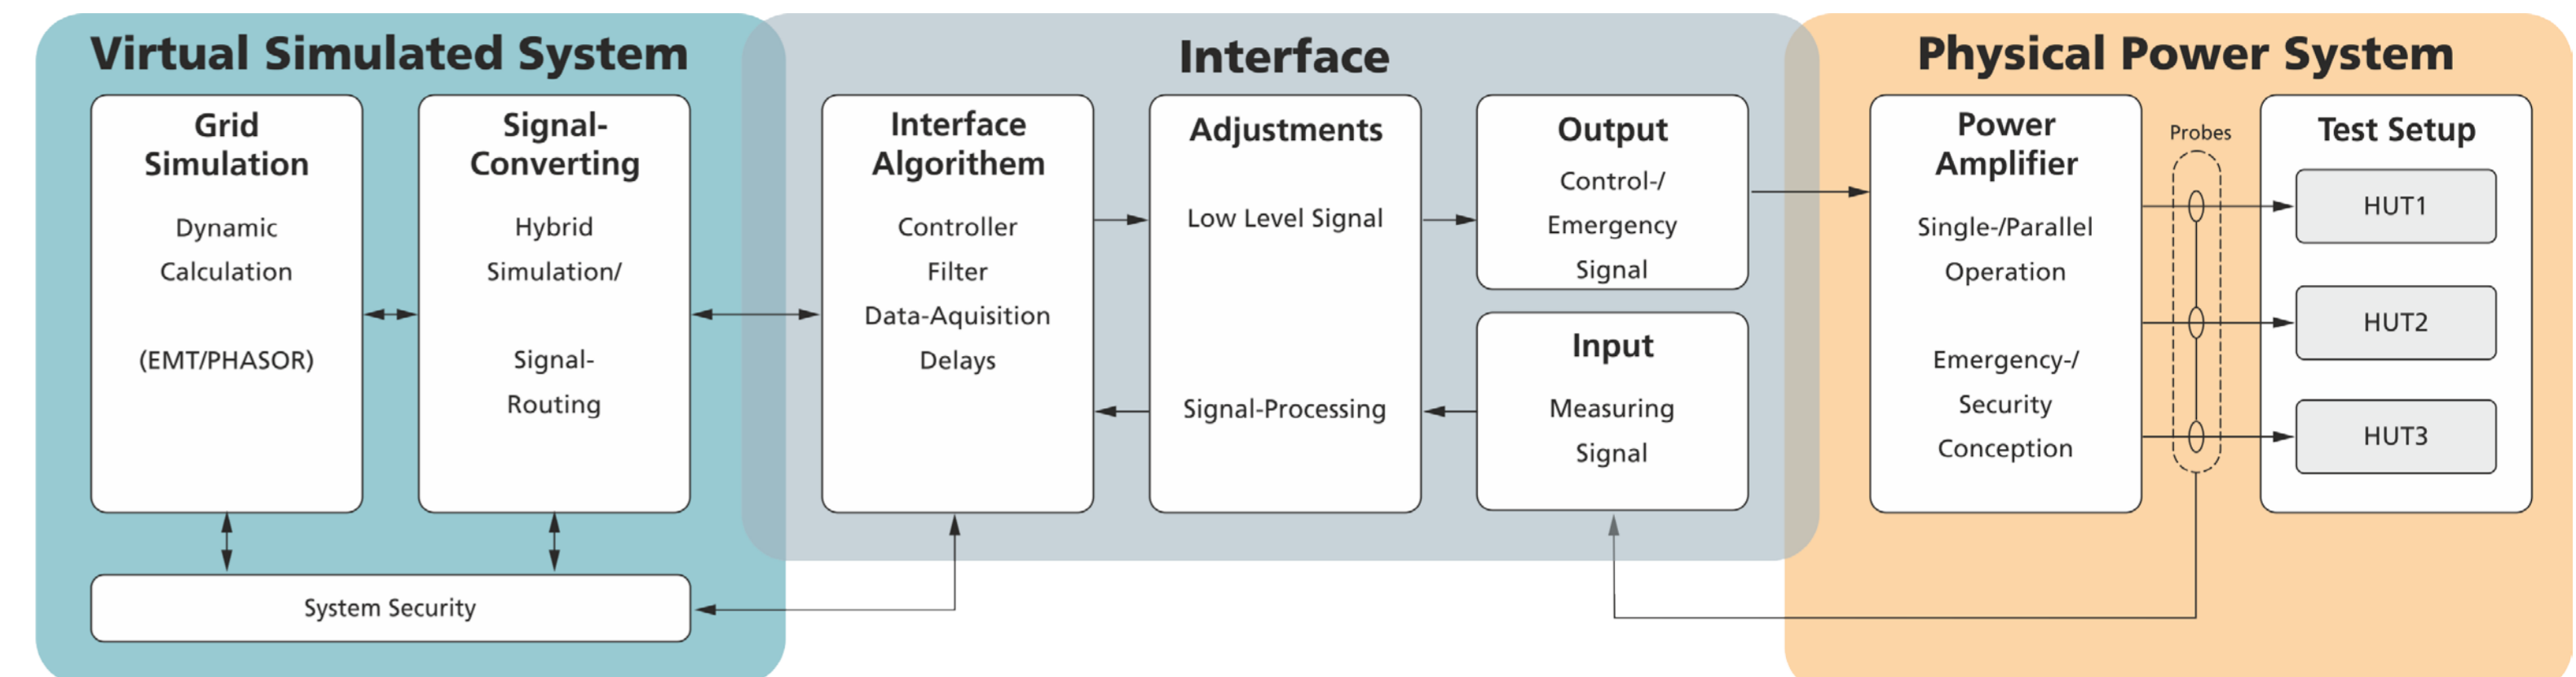 Virtual Simulated System
Grid
Simulation
Dynamic
Calculation
(EMT/PHASOR)
Signal-
Converting
Hybrid
Simulation/
Signal-
Routing
System Security
Interface
Interface
Algorithem
Controller
Filter
Data-Aquisition
Delays
Adjustments
Low Level Signal
Signal-Processing
Output
Control-/
Emergency
Signal
Input
Measuring
Signal
Physical Power System
Power
Amplifier
Single-/Parallel
Operation
Emergency-/
Security
Conception
Probes
Test Setup
HUT1
HUT2
HUT3